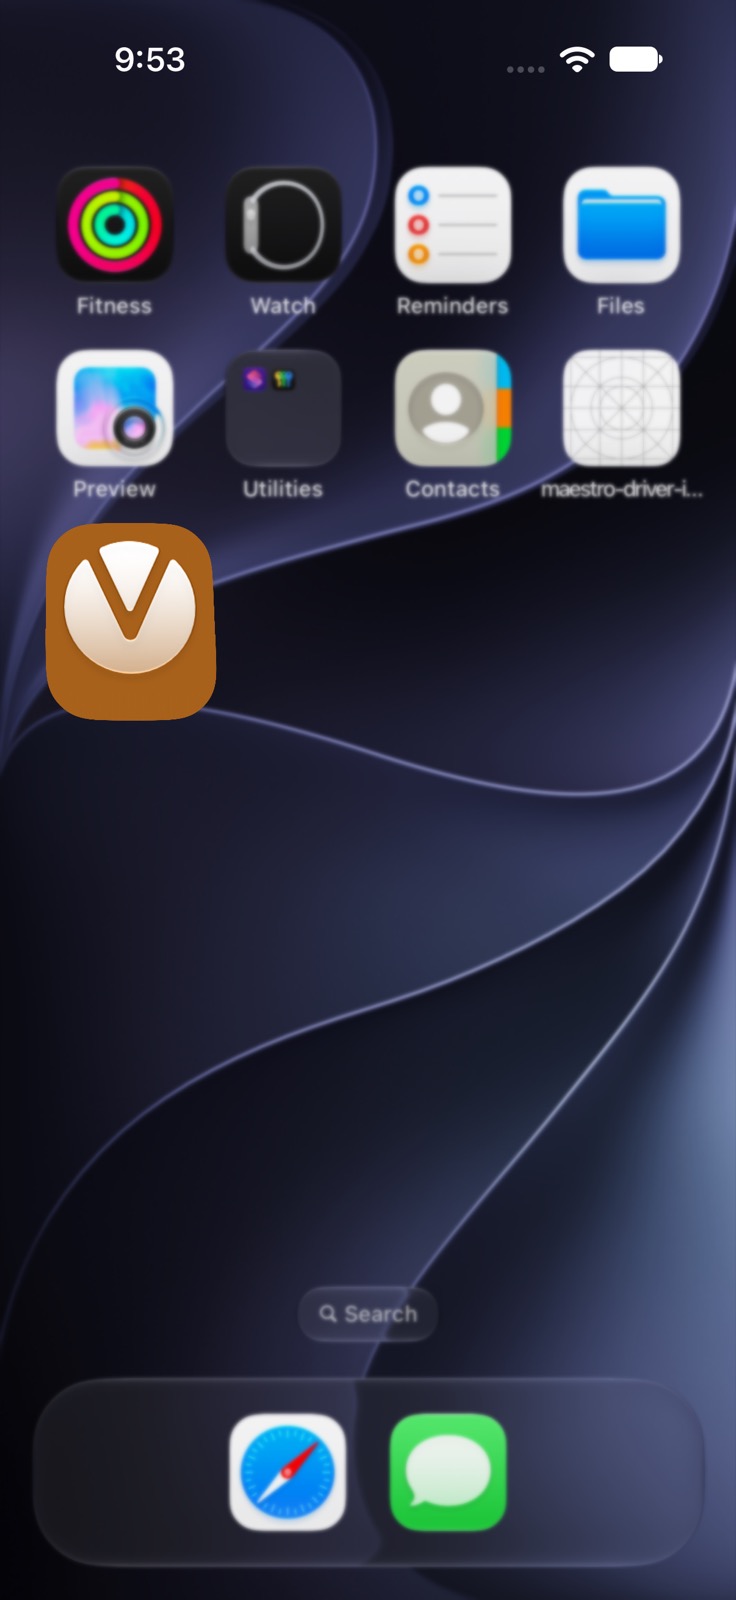 9:53
Fitness
Watch
Reminders
Files
Preview
Utilities
Contacts
maestro-driver-i...
Search